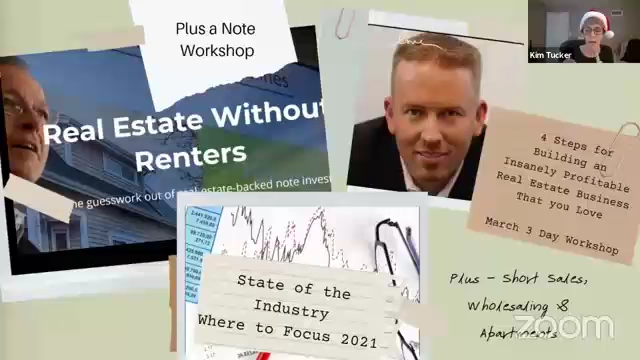 Plus a Note
Workshop
Real Estate Without
Renters
he guesswork out of real estate-backed note invest
Kim Tucker
4 Steps for
Building an
Insanely Profitable
Real Estate Business
That you Love
March 3 Day Workshop
State of the
Industry
Where to Focus 2021
Plus - Short Sales,
Wholesaling &
Apartments
zoom